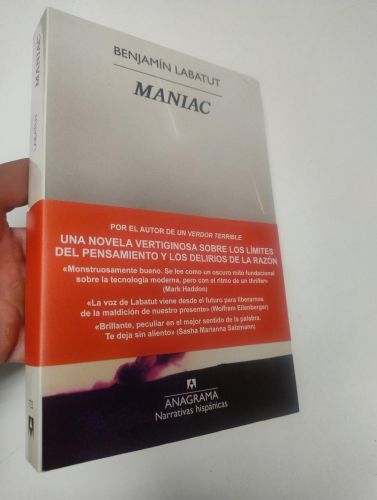 BENJAMÍN LABATUT
MANIAC
POR EL AUTOR DE UN VERDOR TERRIBLE
UNA NOVELA VERTIGINOSA SOBRE LOS LÍMITES
DEL PENSAMIENTO Y LOS DELIRIOS DE LA RAZÓN
«Monstruosamente bueno. Se lee como un oscuro mito fundacional
sobre la tecnología moderna, pero con el ritmo de un thriller»
(Mark Haddon)
«La voz de Labatut viene desde el futuro para liberarnos
de la maldición de nuestro presente» (Wolfram Eilenberger)
«Brillante, peculiar en el mejor sentido de la palabra.
Te deja sin aliento» (Sasha Marianna Salzmann)
ANAGRAMA
Narrativas hispánicas
MANIAC
LABATUT